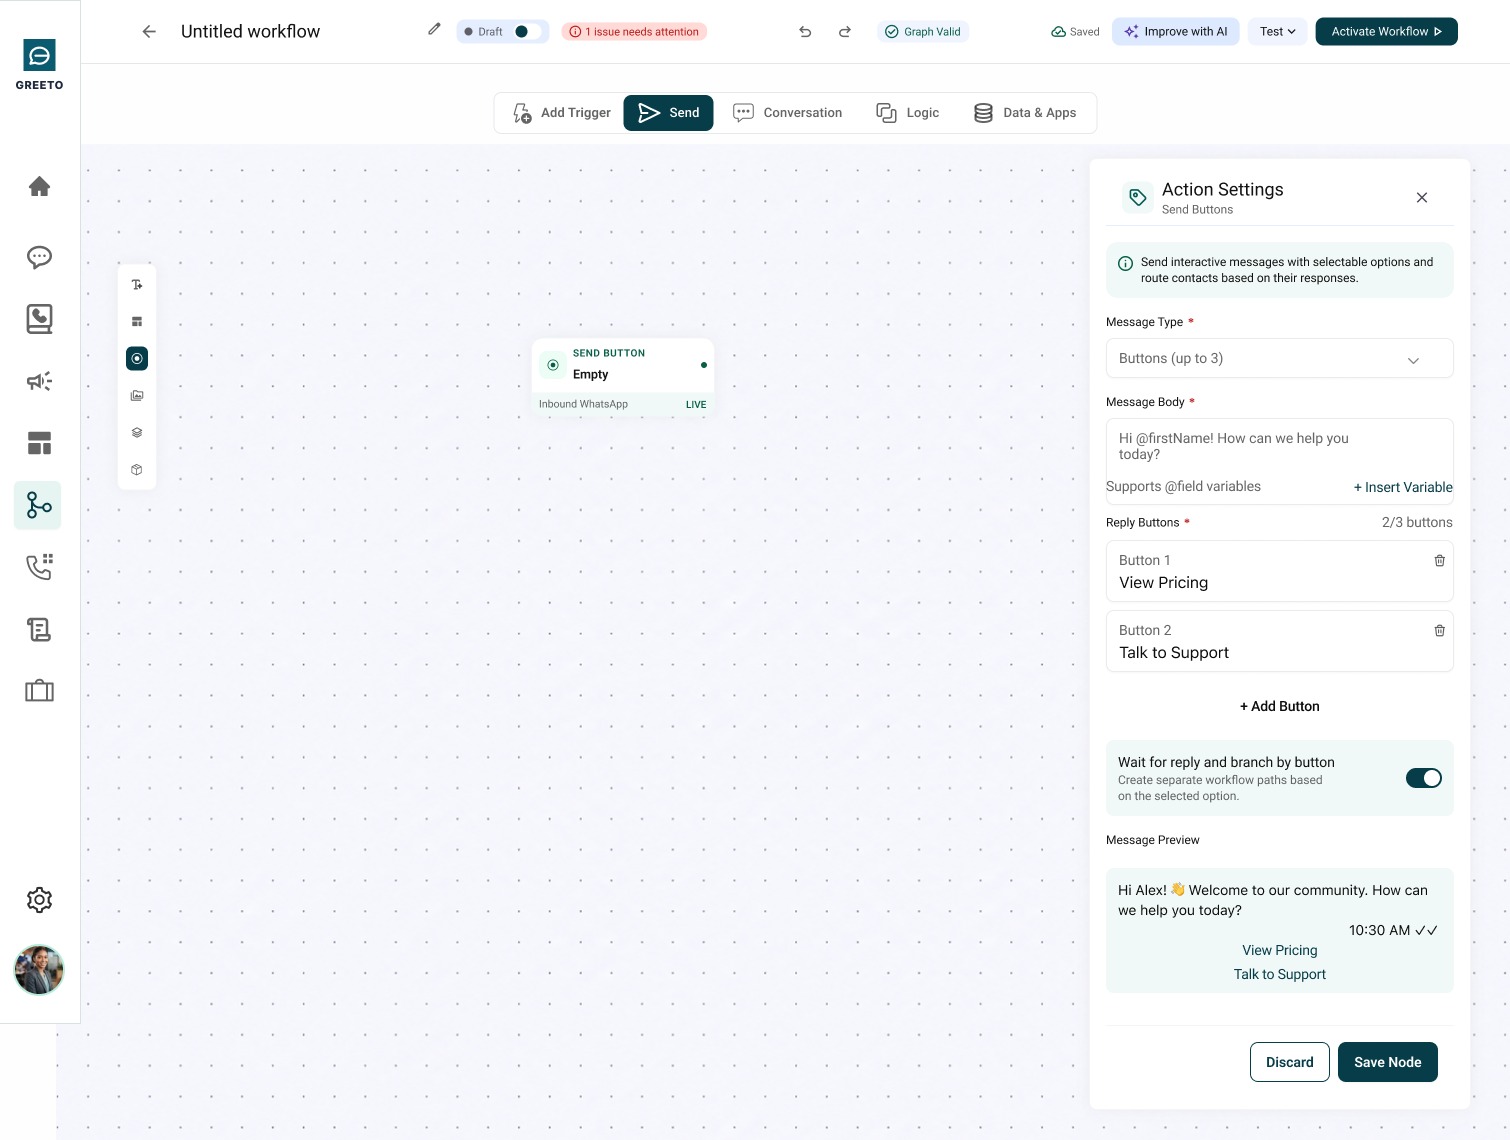 GREETO
Untitled workflow
Draft
1 issue needs attention
Graph Valid
Saved
Improve with AI
Test
Activate Workflow
Add Trigger
Send
Conversation
Logic
Data & Apps
SEND BUTTON
Empty
Inbound WhatsApp
LIVE
Action Settings
Send Buttons
Send interactive messages with selectable options and
route contacts based on their responses.
Message Type *
Buttons (up to 3)
Message Body *
Hi @firstName! How can we help you
today?
Supports @field variables
+ Insert Variable
Reply Buttons *
2/3 buttons
Button 1
View Pricing
Button 2
Talk to Support
+ Add Button
Wait for reply and branch by button
Create separate workflow paths based
on the selected option.
Message Preview
Hi Alex! 👋 Welcome to our community. How can
we help you today?
10:30 AM ✓✓
View Pricing
Talk to Support
Discard
Save Node